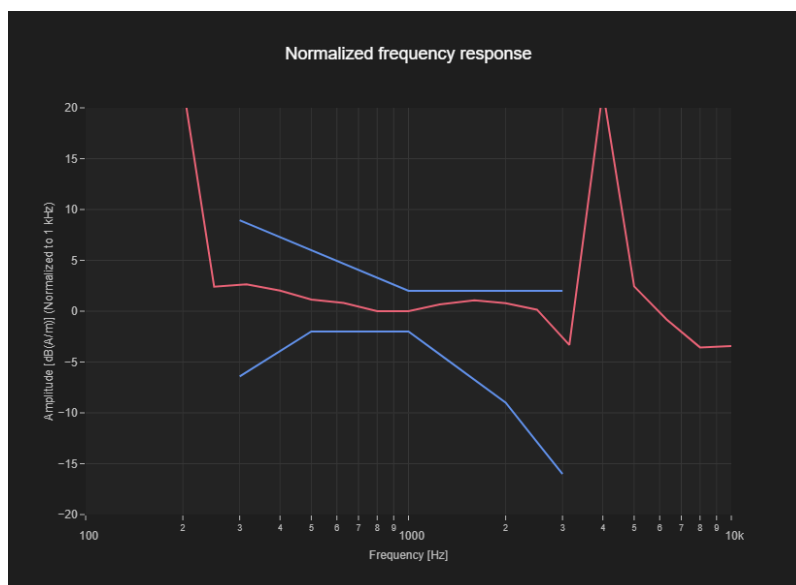 Normalized frequency response
Amplitude [dB(A/m)] (Normalized to 1 kHz)
20
15
10
5
0
−5
−10
−15
−20
100 2 3 4 5 6 7 8 9 1000 2 3 4 5 6 7 8 9 10k
Frequency [Hz]